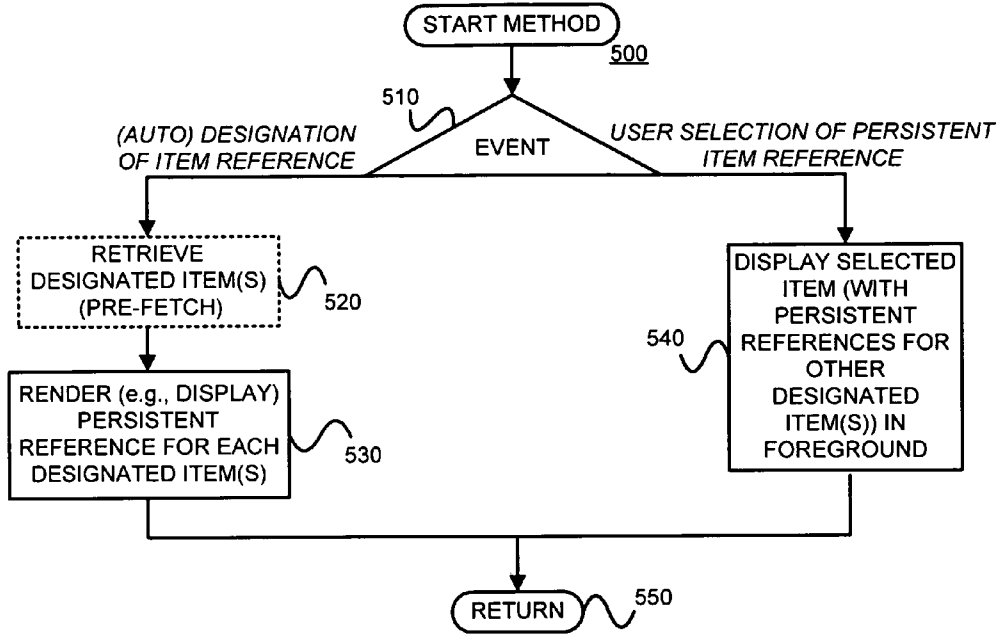 START METHOD
500
510
(AUTO) DESIGNATION
OF ITEM REFERENCE
EVENT
USER SELECTION OF PERSISTENT
ITEM REFERENCE
RETRIEVE
DESIGNATED ITEM(S)
(PRE-FETCH)
520
RENDER (e.g., DISPLAY)
PERSISTENT
REFERENCE FOR EACH
DESIGNATED ITEM(S)
530
540
DISPLAY SELECTED
ITEM (WITH
PERSISTENT
REFERENCES FOR
OTHER
DESIGNATED
ITEM(S)) IN
FOREGROUND
RETURN
550